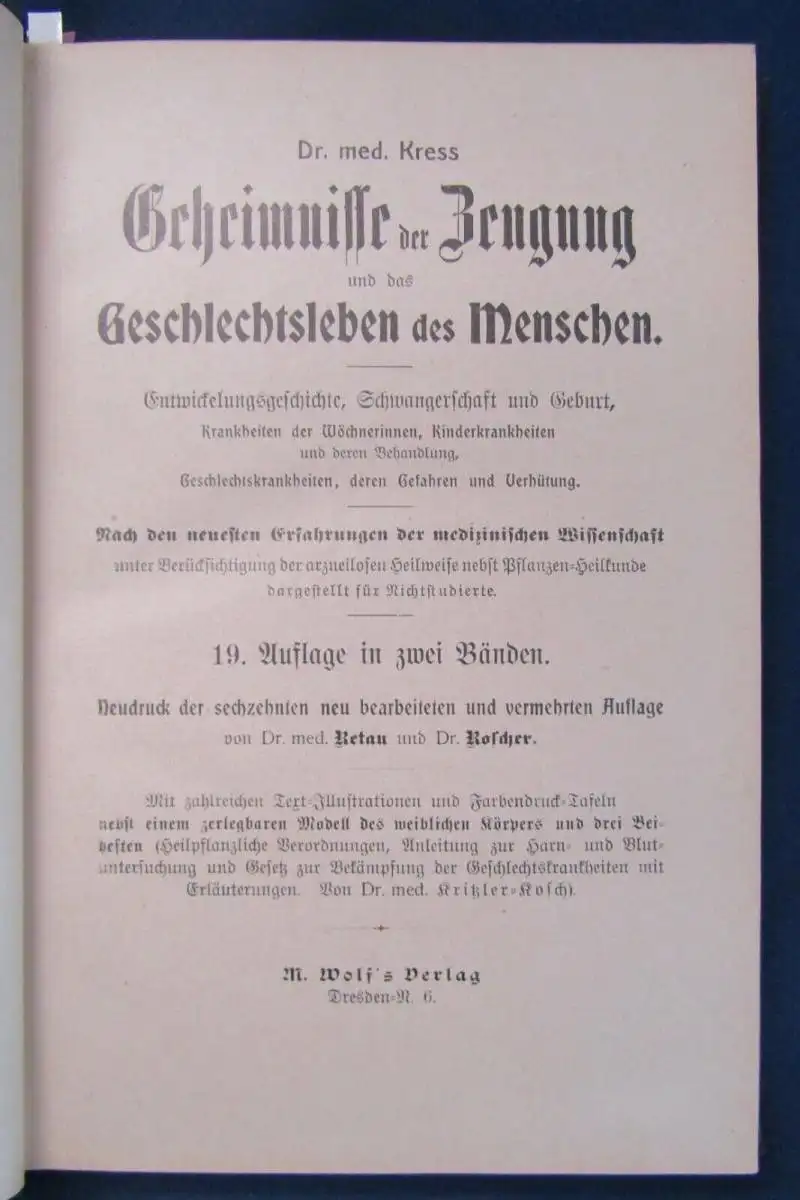 Dr. med. Kress
Geheimnisse der Zeugung
und das
Geschlechtsleben des Menschen.
Entwickelungsgeschichte, Schwangerschaft und Geburt,
Krankheiten der Wöchnerinnen, Kinderkrankheiten
und deren Behandlung,
Geschlechtskrankheiten, deren Gefahren und Verhütung.
Nach den neuesten Erfahrungen der medizinischen Wissenschaft
unter Berücksichtigung der arzneilosen Heilweise nebst Pflanzen-Heilkunde
dargestellt für Nichtstudierte.
19. Auflage in zwei Bänden.
Neudruck der sechzehnten neu bearbeiteten und vermehrten Auflage
von Dr. med. Retau und Dr. Roscher.
Mit zahlreichen Text-Illustrationen und Farbendruck-Tafeln
nebst einem zerlegbaren Modell des weiblichen Körpers und drei Bei-
heften (Heilpflanzliche Verordnungen, Anleitung zur Harn- und Blut-
untersuchung und Gesetz zur Bekämpfung der Geschlechtskrankheiten mit
Erläuterungen. Von Dr. med. Kritzler-Kosch).
M. Wolf's Verlag
Dresden-N. 6.